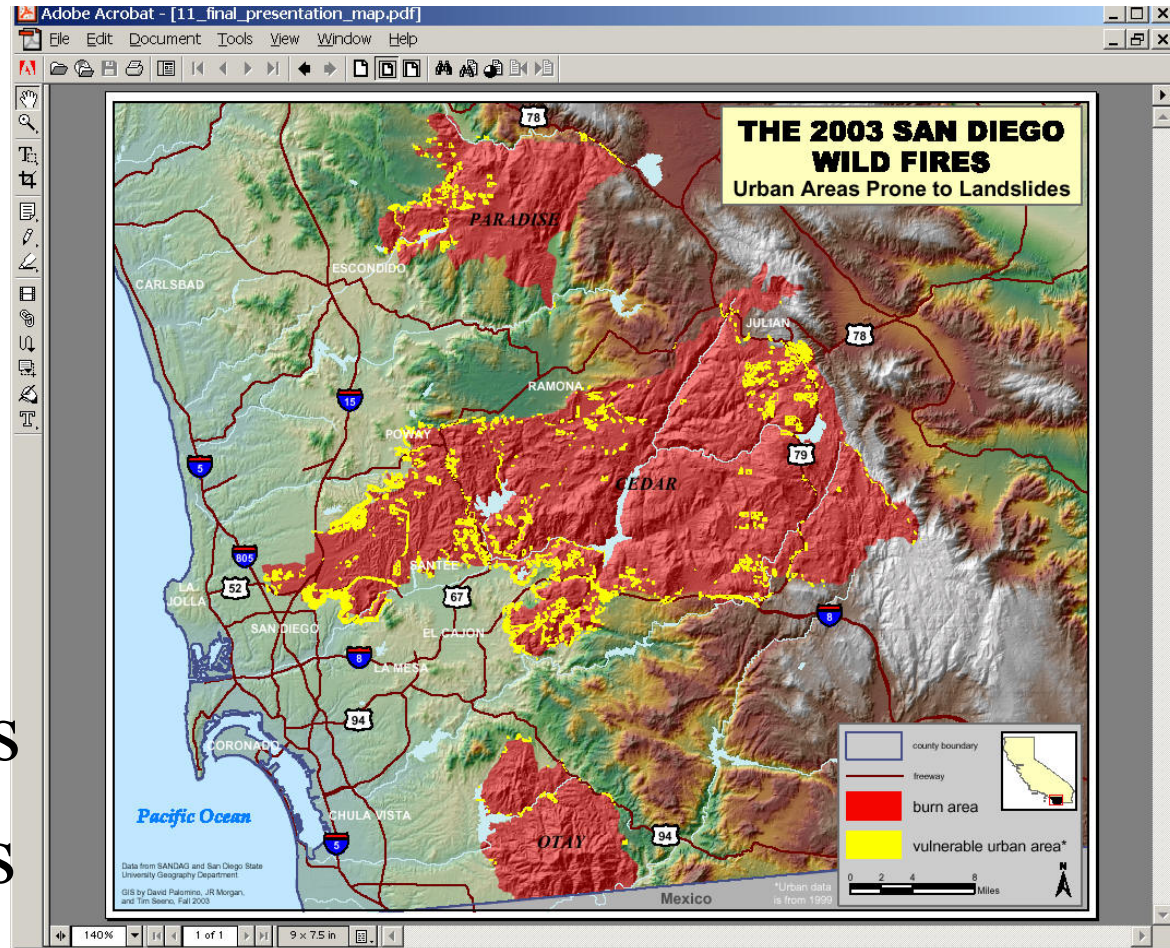 Adobe Acrobat - [11_final_presentation_map.pdf]
File Edit Document Tools View Window Help
THE 2003 SAN DIEGO
WILD FIRES
Urban Areas Prone to Landslides
78
PARADISE
ESCONDIDO
CARLSBAD
JULIAN
78
RAMONA
15
POWAY
79
5
CEDAR
805
SANTEE
52
67
LA
JOLLA
SAN DIEGO
EL CAJON
8
8
LA MESA
94
CORONADO
S
Pacific Ocean
CHULA VISTA
5
OTAY
94
S
Data from SANDAG and San Diego State
University Geography Department
GIS by David Palomino, JR Morgan,
and Tim Seeno, Fall 2003
county boundary
freeway
burn area
vulnerable urban area*
0 2 4 8
Miles
N
*Urban data
is from 1999
Mexico
140% 1 of 1 9 x 7.5 in